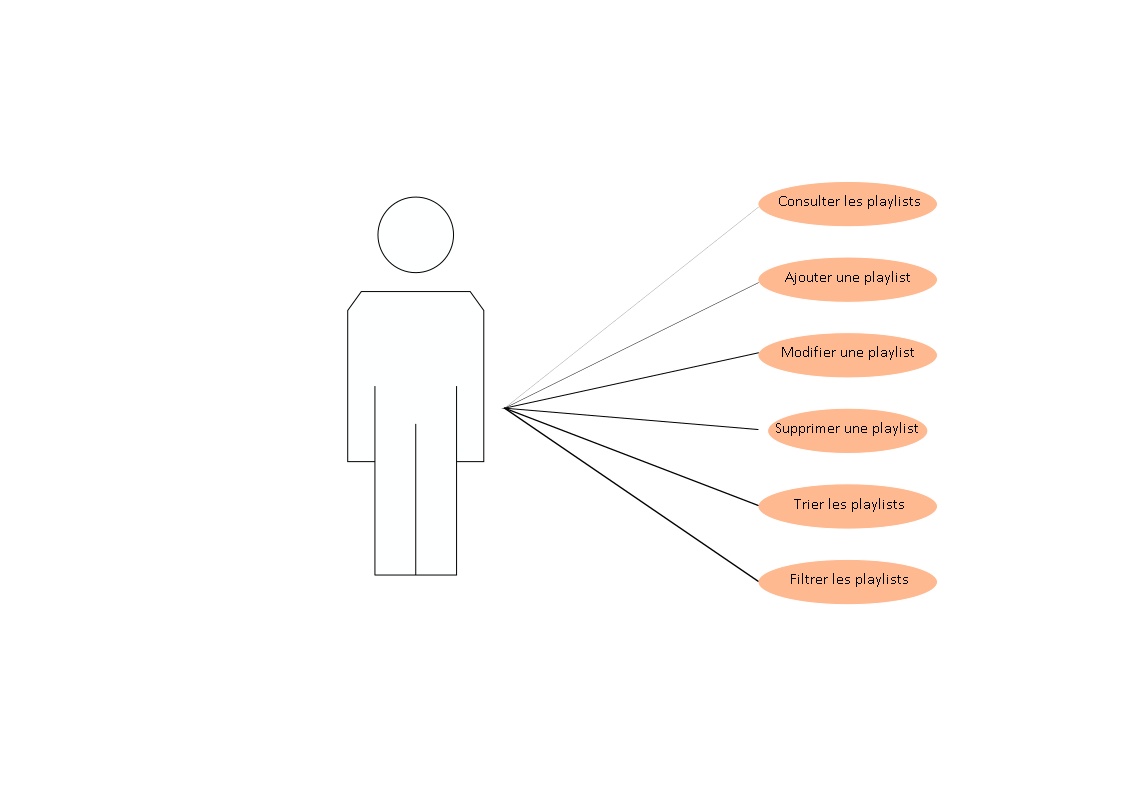 Consulter les playlists
Ajouter une playlist
Modifier une playlist
Supprimer une playlist
Trier les playlists
Filtrer les playlists